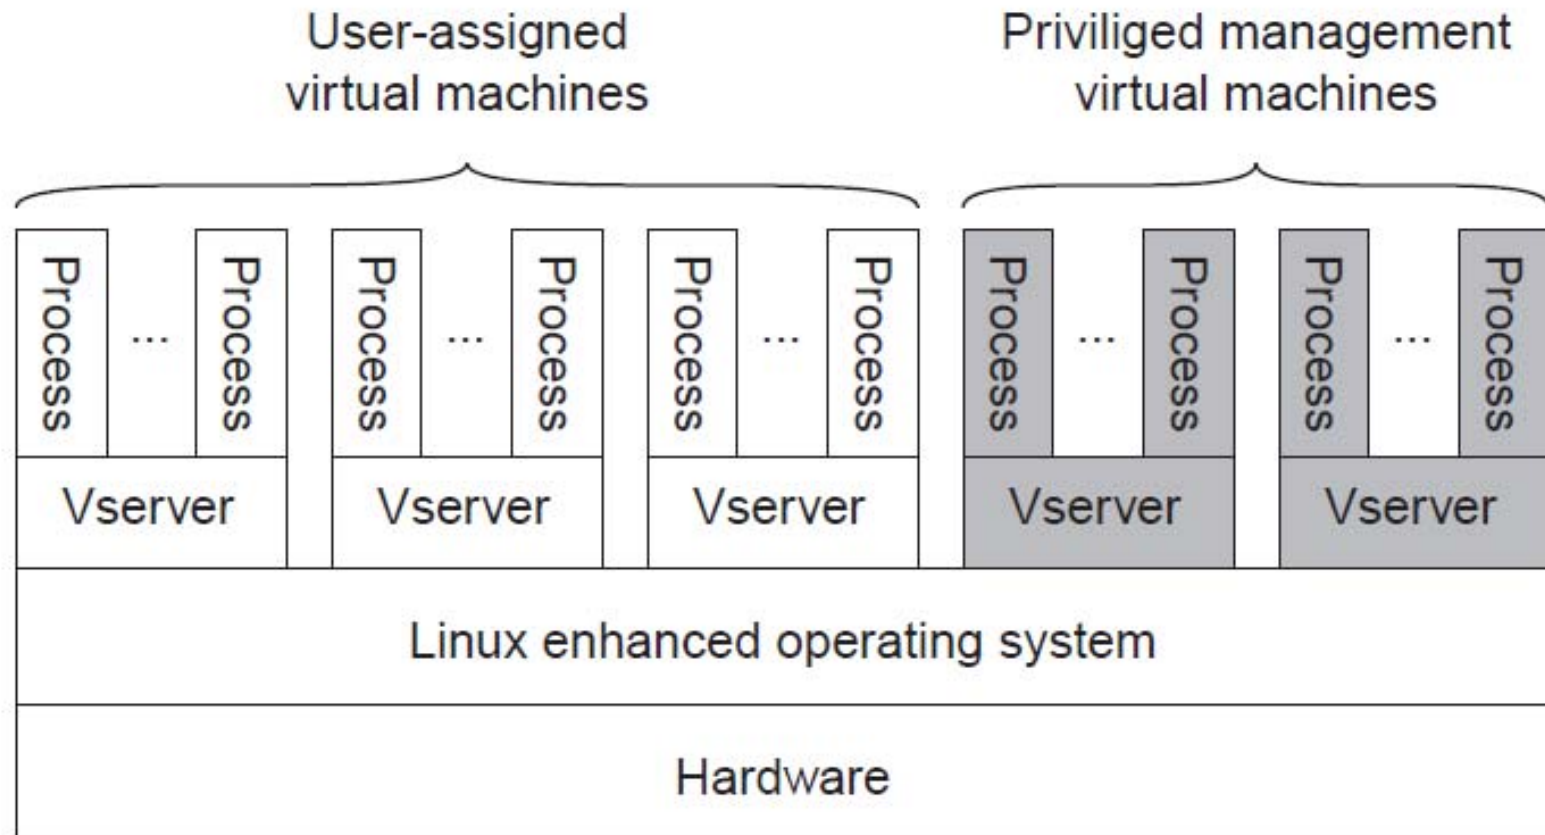 User-assigned
virtual machines
Priviliged management
virtual machines
Process ... Process Process ... Process Process ... Process Process ... Process Process ... Process
Vserver Vserver Vserver Vserver Vserver
Linux enhanced operating system
Hardware